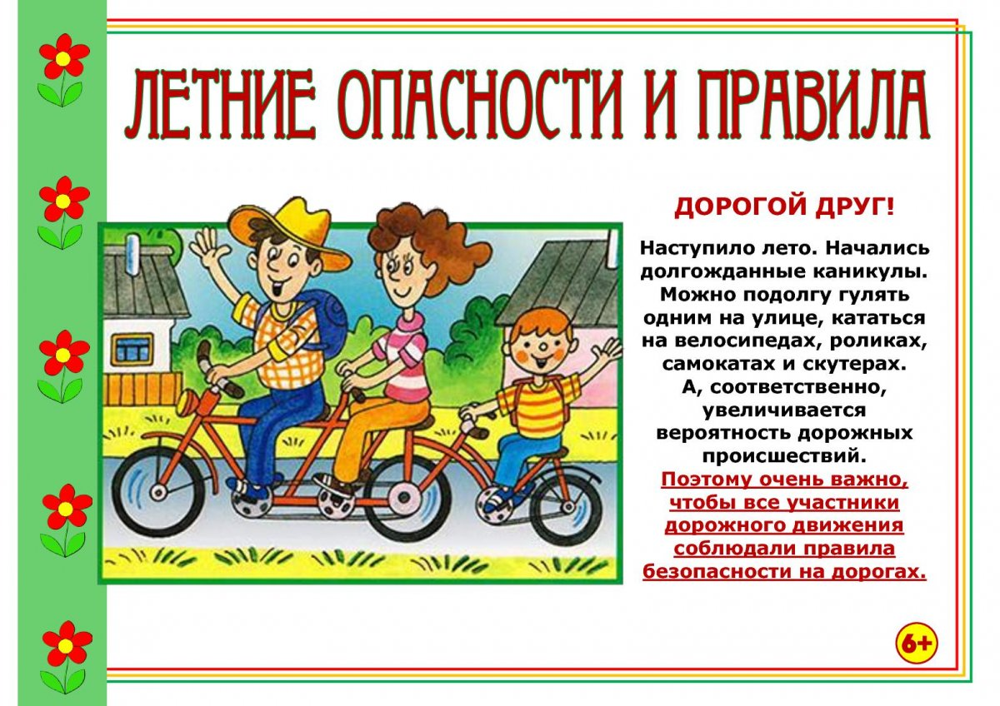 ЛЕТНИЕ ОПАСНОСТИ И ПРАВИЛА
ДОРОГОЙ ДРУГ!
Наступило лето. Начались
долгожданные каникулы.
Можно подолгу гулять
одним на улице, кататься
на велосипедах, роликах,
самокатах и скутерах.
А, соответственно,
увеличивается
вероятность дорожных
происшествий.
Поэтому очень важно,
чтобы все участники
дорожного движения
соблюдали правила
безопасности на дорогах.
6+